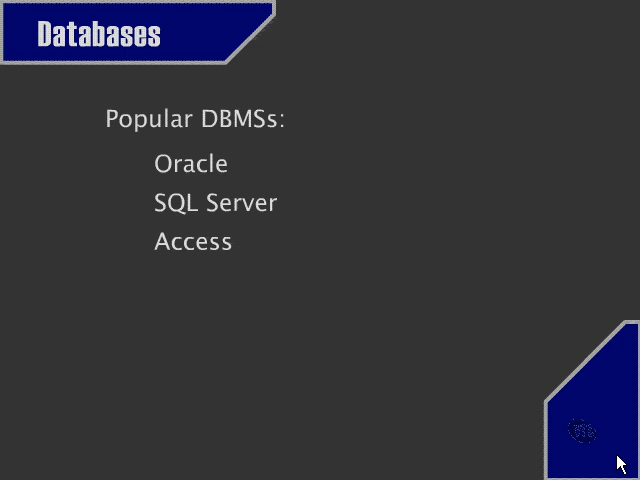 Databases
Popular DBMSs:
Oracle
SQL Server
Access